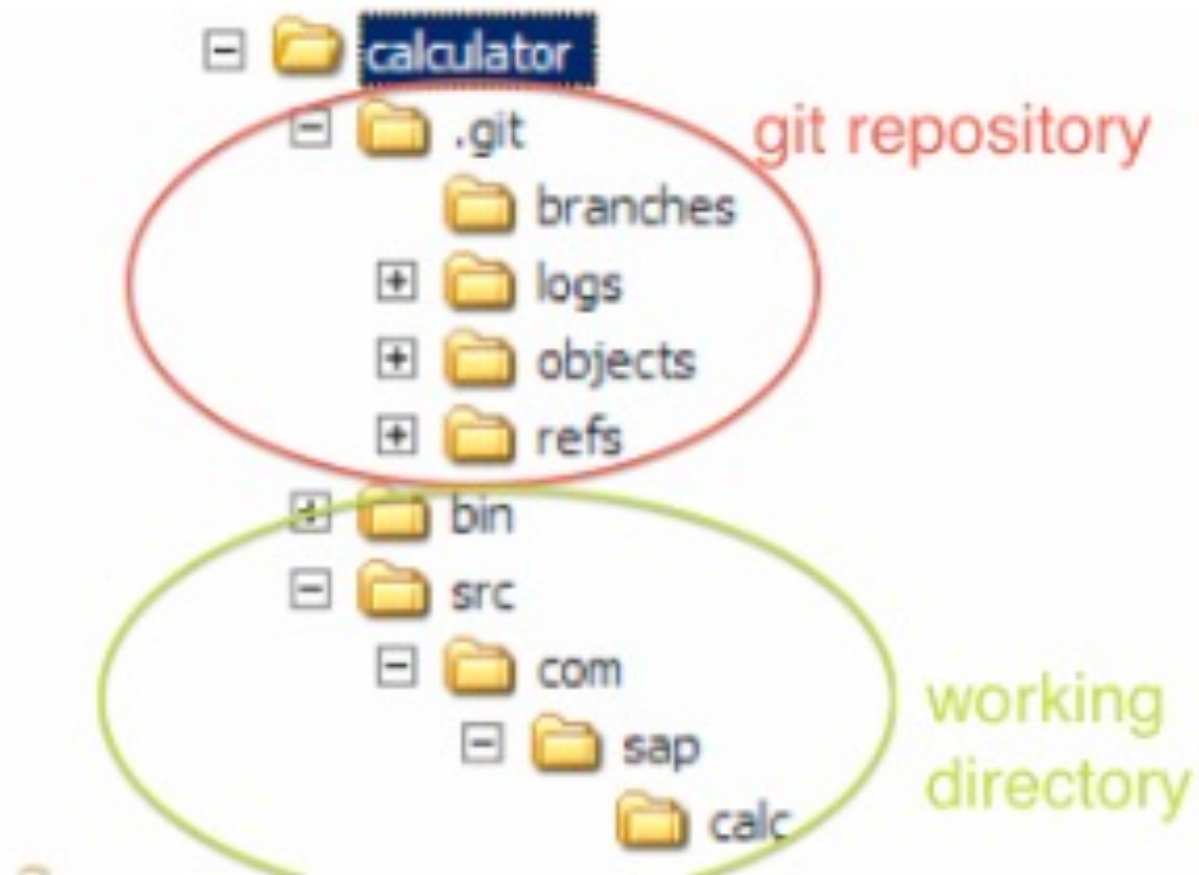 calculator
.git
git repository
branches
logs
objects
refs
bin
src
com
working
sap
directory
calc